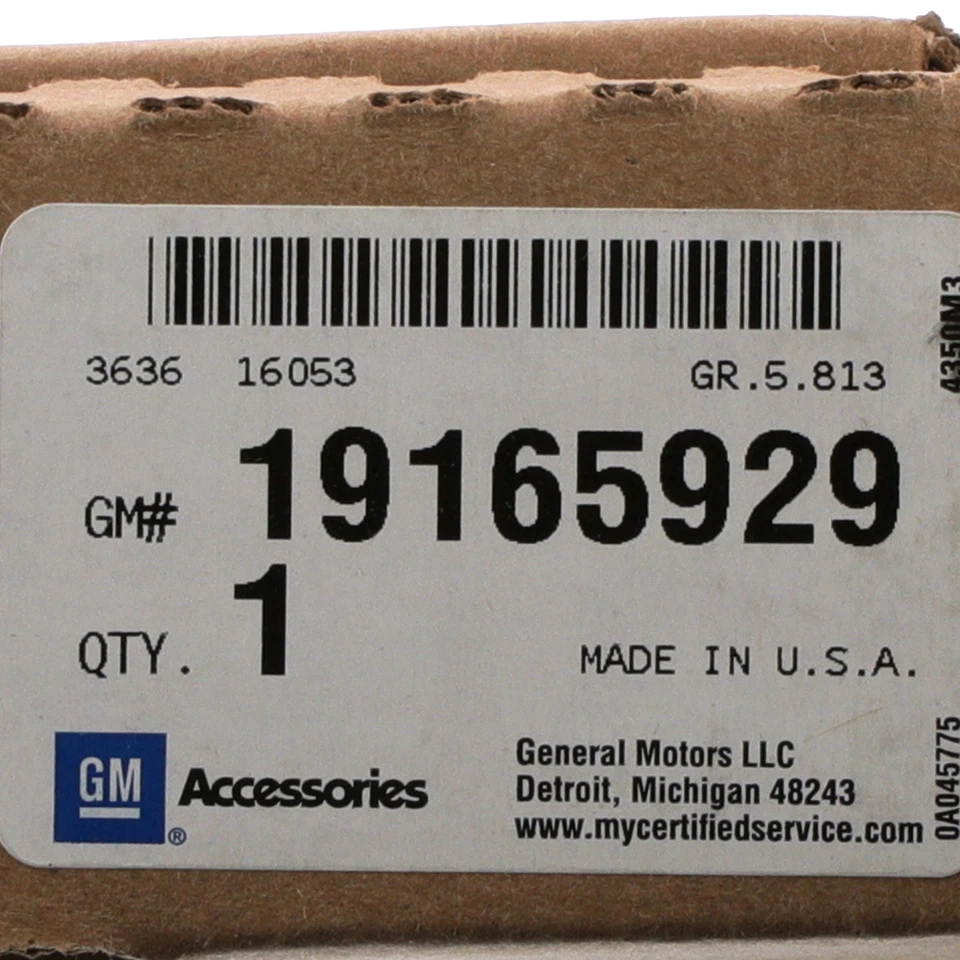 3636 16053 GR.5.813
GM# 19165929
QTY. 1
MADE IN U.S.A.
GM
®
Accessories
General Motors LLC
Detroit, Michigan 48243
www.mycertifiedservice.com
4350M3
0A045775